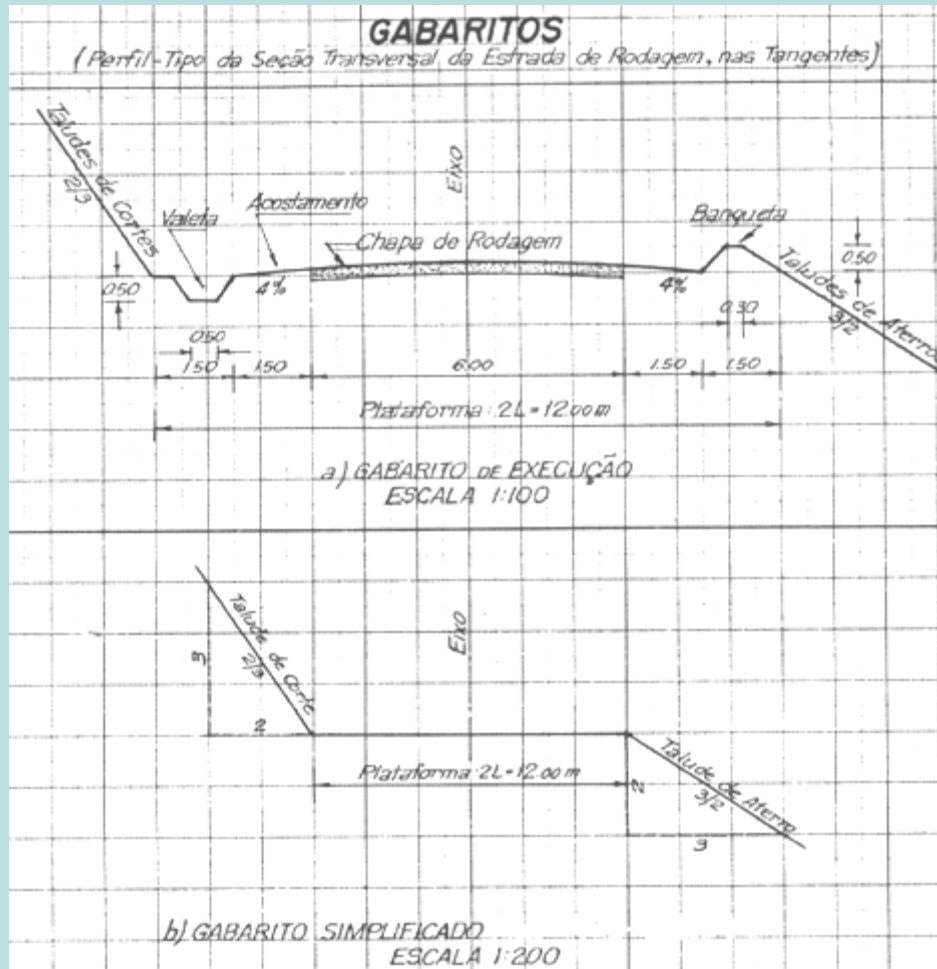 GABARITOS
(Perfil-Tipo da Seção Transversal da Estrada de Rodagem, nas Tangentes)
Taludes de Cortes
2/3
Valeta
Acostamento
Eixo
Chapa de Rodagem
Banqueta
Taludes de Aterro
3/2
0.50
4%
4%
0.50
0.30
0.50
1.50
1.50
6.00
1.50
1.50
Plataforma 2L=12.00m
a) GABARITO DE EXECUÇÃO
ESCALA 1:100
Talude de Corte
2/3
3
2
Eixo
Plataforma 2L=12.00m
Talude de Aterro
3/2
2
3
b) GABARITO SIMPLIFICADO
ESCALA 1:200